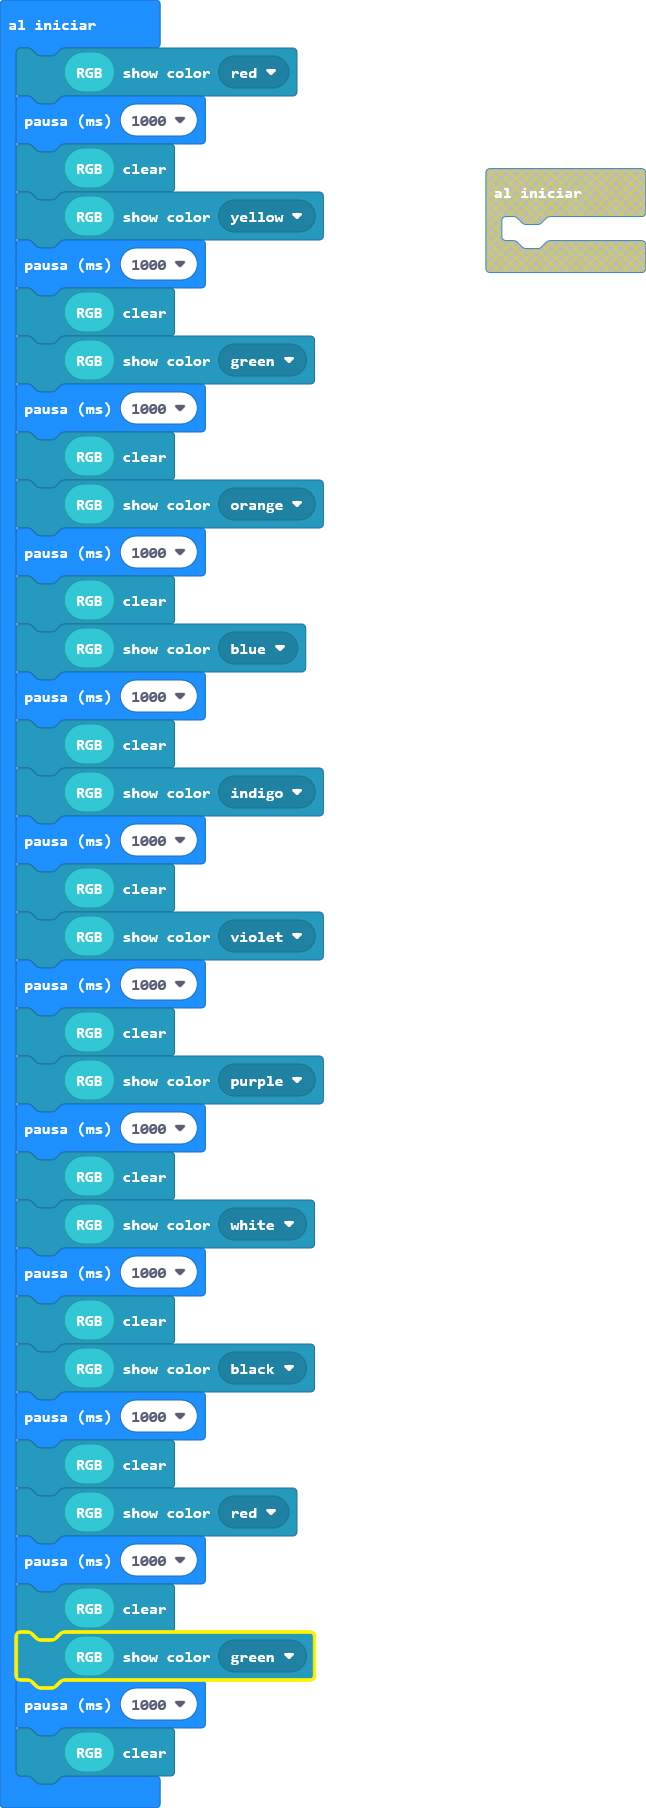 al iniciar
RGB show color red
pausa (ms) 1000
RGB clear
RGB show color yellow
pausa (ms) 1000
RGB clear
RGB show color green
pausa (ms) 1000
RGB clear
RGB show color orange
pausa (ms) 1000
RGB clear
RGB show color blue
pausa (ms) 1000
RGB clear
RGB show color indigo
pausa (ms) 1000
RGB clear
RGB show color violet
pausa (ms) 1000
RGB clear
RGB show color purple
pausa (ms) 1000
RGB clear
RGB show color white
pausa (ms) 1000
RGB clear
RGB show color black
pausa (ms) 1000
RGB clear
RGB show color red
pausa (ms) 1000
RGB clear
RGB show color green
pausa (ms) 1000
RGB clear
al iniciar